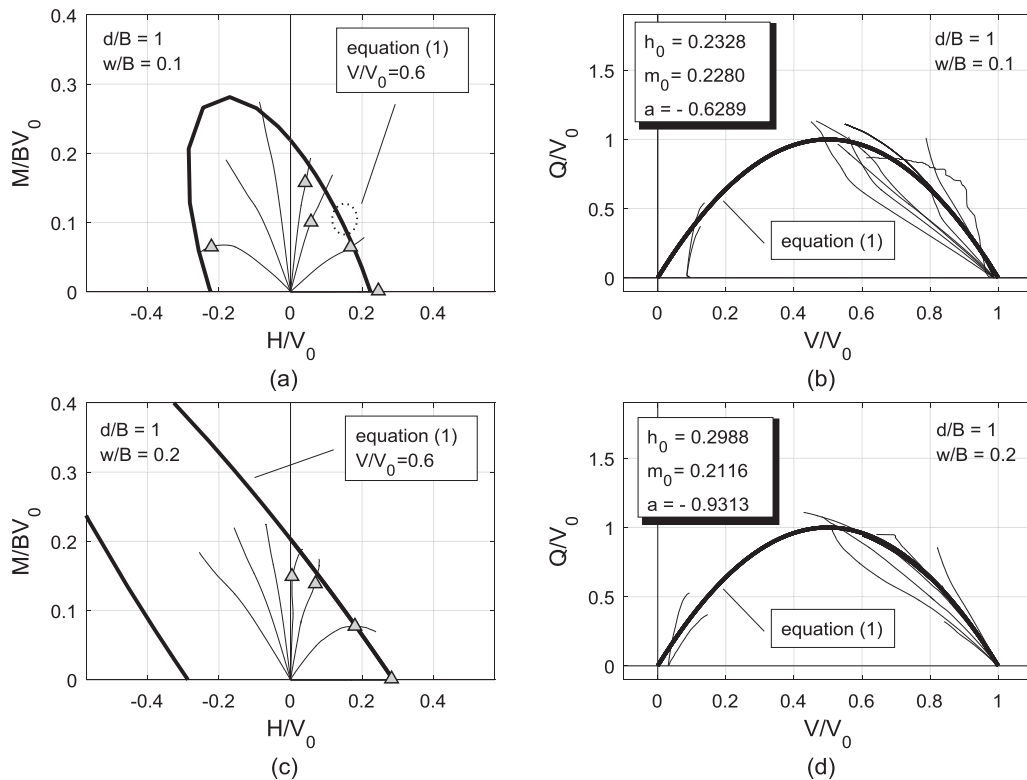 0.4
0.3
0.2
0.1
0
M/BV0
d/B = 1
w/B = 0.1
equation (1)
V/V0=0.6
-0.4
-0.2
0
0.2
0.4
H/V0
(a)
1.5
1
0.5
0
Q/V0
h0 = 0.2328
m0 = 0.2280
a = - 0.6289
d/B = 1
w/B = 0.1
equation (1)
0
0.2
0.4
0.6
0.8
1
V/V0
(b)
0.4
0.3
0.2
0.1
0
M/BV0
d/B = 1
w/B = 0.2
equation (1)
V/V0=0.6
-0.4
-0.2
0
0.2
0.4
H/V0
(c)
1.5
1
0.5
0
Q/V0
h0 = 0.2988
m0 = 0.2116
a = - 0.9313
d/B = 1
w/B = 0.2
equation (1)
0
0.2
0.4
0.6
0.8
1
V/V0
(d)